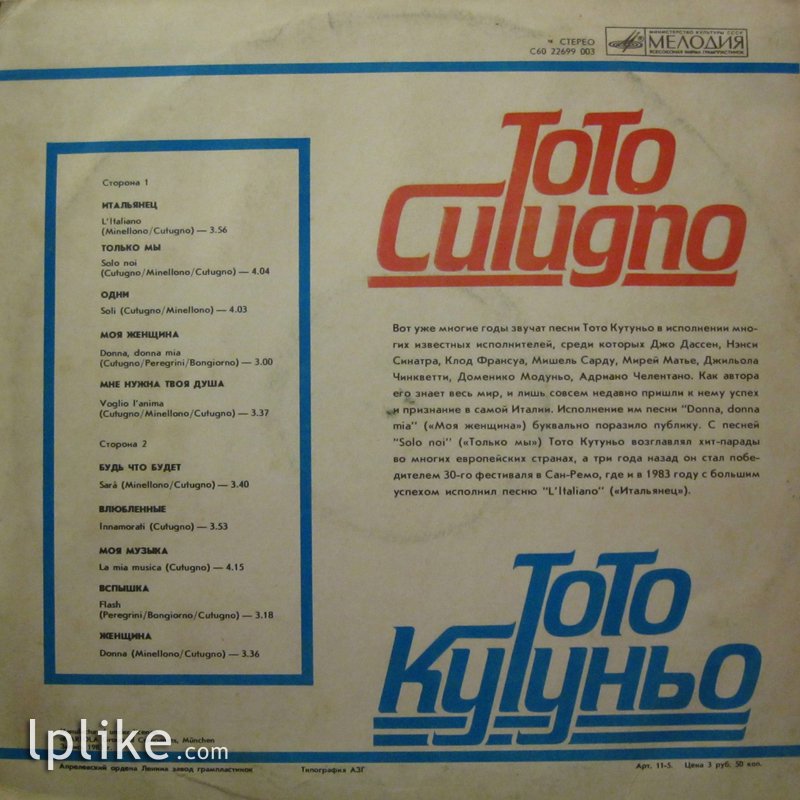 СТЕРЕО
С60 22699 003
МИНИСТЕРСТВО КУЛЬТУРЫ СССР
МЕЛОДИЯ
ВСЕСОЮЗНАЯ ФИРМА ГРАМПЛАСТИНОК
Toto
Cutugno
Сторона 1
ИТАЛЬЯНЕЦ
L'Italiano
(Minellono/Cutugno) — 3.56
ТОЛЬКО МЫ
Solo noi
(Cutugno/Minellono/Cutugno) — 4.04
ОДНИ
Soli (Cutugno/Minellono) — 4.03
МОЯ ЖЕНЩИНА
Donna, donna mia
(Cutugno/Peregrini/Bongiorno) — 3.00
МНЕ НУЖНА ТВОЯ ДУША
Voglio l'anima
(Cutugno/Minellono/Cutugno) — 3.37
Сторона 2
БУДЬ ЧТО БУДЕТ
Sarà (Minellono/Cutugno) — 3.40
ВЛЮБЛЕННЫЕ
Innamorati (Cutugno) — 3.53
МОЯ МУЗЫКА
La mia musica (Cutugno) — 4.15
ВСПЫШКА
Flash
(Peregrini/Bongiorno/Cutugno) — 3.18
ЖЕНЩИНА
Donna (Minellono/Cutugno) — 3.36
Вот уже многие годы звучат песни Тото Кутуньо в исполнении мно-
гих известных исполнителей, среди которых Джо Дассен, Нэнси
Синатра, Клод Франсуа, Мишель Сарду, Мирей Матье, Джильола
Чинкветти, Доменико Модуньо, Адриано Челентано. Как автора
его знает весь мир, и лишь совсем недавно пришли к нему успех
и признание в самой Италии. Исполнение им песни "Donna, donna
mia" («Моя женщина») буквально поразило публику. С песней
"Solo noi" («Только мы») Тото Кутуньо возглавлял хит-парады
во многих европейских странах, а три года назад он стал побе-
дителем 30-го фестиваля в Сан-Ремо, где и в 1983 году с большим
успехом исполнил песню "L'Italiano" («Итальянец»).
Тото
Кутуньо
München
lplike.com
Апрелевский ордена Ленина завод грампластинок
Типография АЗГ
Арт. 11-5. Цена 3 руб. 50 коп.